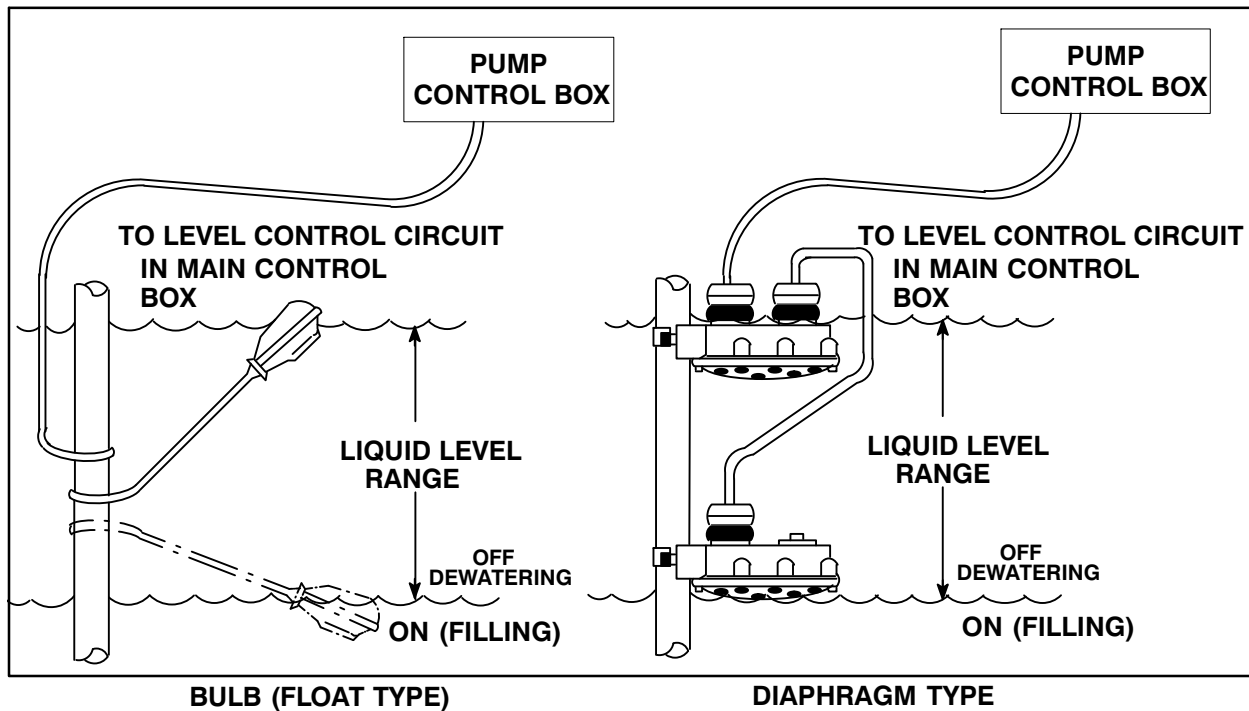 PUMP
CONTROL BOX
TO LEVEL CONTROL CIRCUIT
IN MAIN CONTROL
BOX
LIQUID LEVEL
RANGE
OFF
DEWATERING
ON (FILLING)
BULB (FLOAT TYPE)
PUMP
CONTROL BOX
TO LEVEL CONTROL CIRCUIT
IN MAIN CONTROL
BOX
LIQUID LEVEL
RANGE
OFF
DEWATERING
ON (FILLING)
DIAPHRAGM TYPE